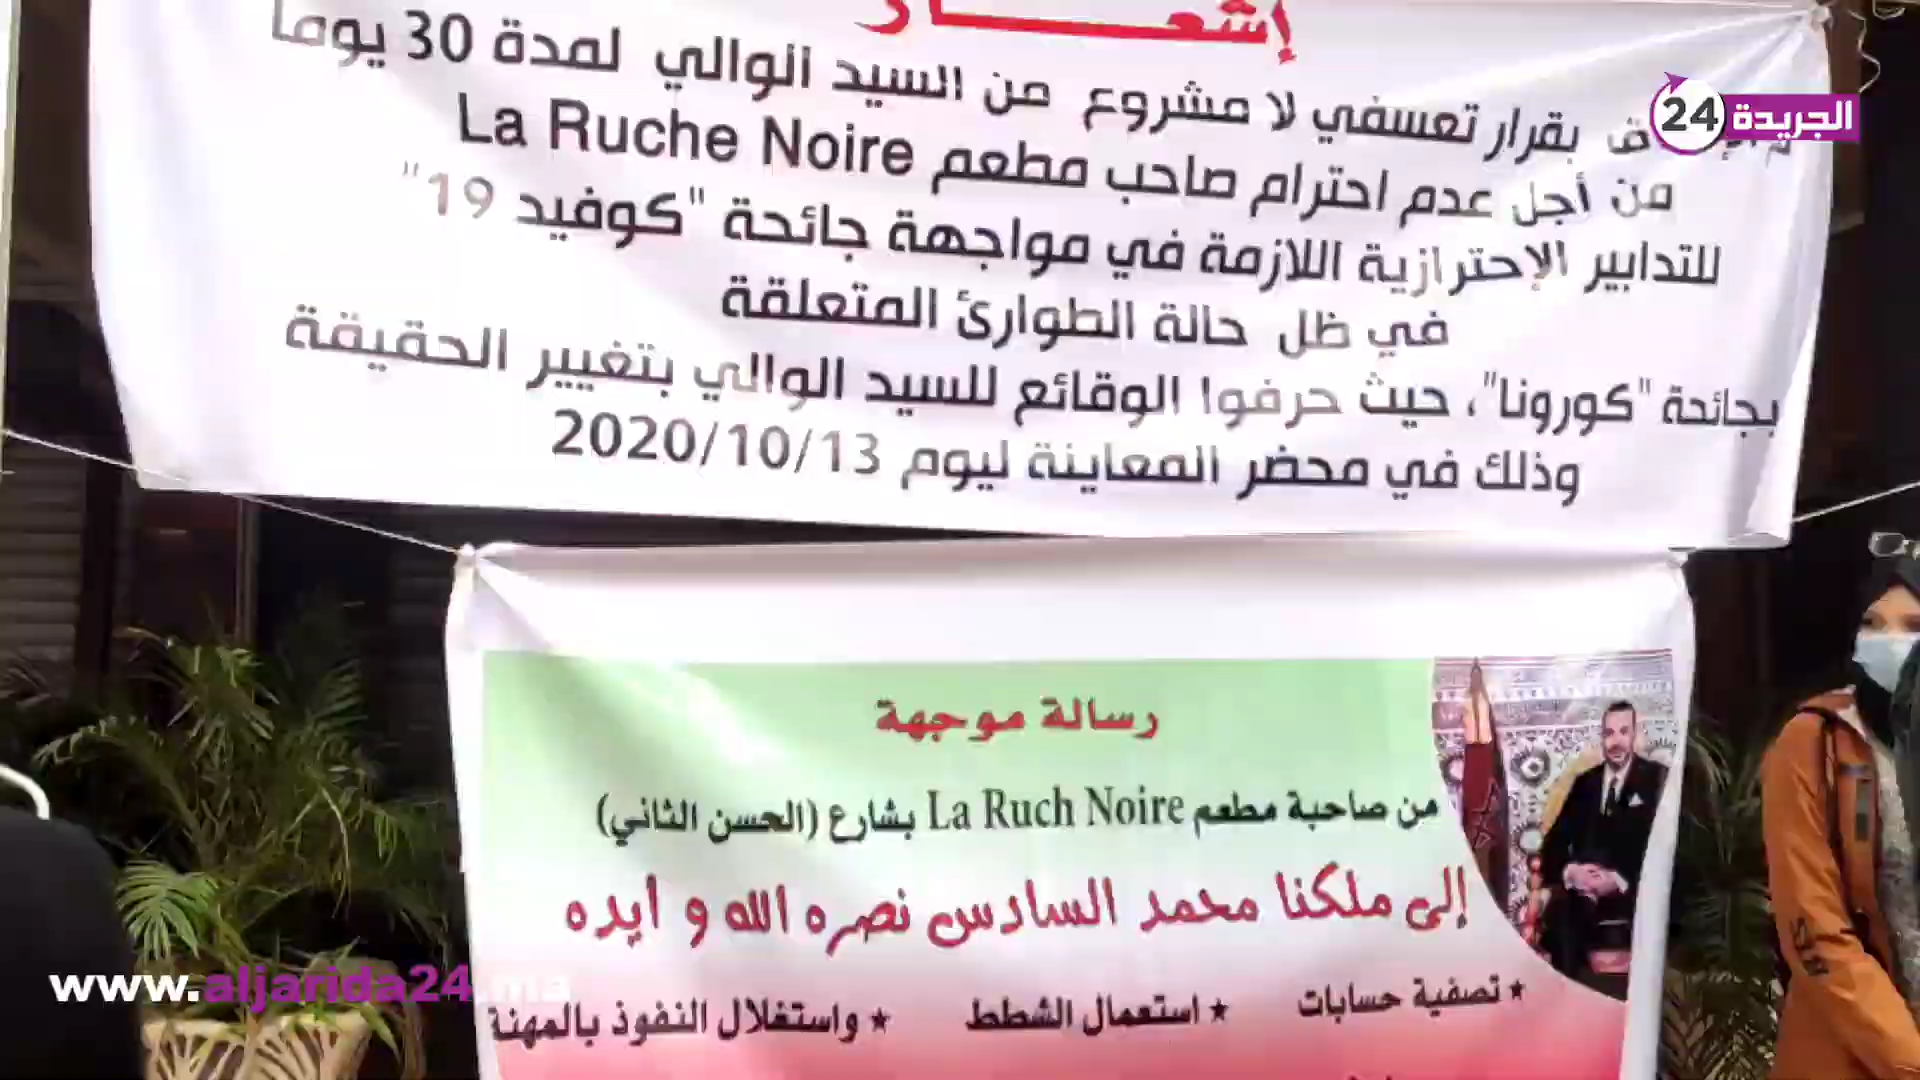 إشعار
بقرار تعسفي لا مشروع من السيد الوالي لمدة 30 يوما
من أجل عدم احترام صاحب مطعم La Ruche Noire
للتدابير الإحترازية اللازمة في مواجهة جائحة "كوفيد 19"
في ظل حالة الطوارئ المتعلقة
بجائحة "كورونا"، حيث حرفوا الوقائع للسيد الوالي بتغيير الحقيقة
وذلك في محضر المعاينة ليوم 2020/10/13
الجريدة 24
رسالة موجهة
من صاحبة مطعم La Ruch Noire بشارع (الحسن الثاني)
إلى ملكنا محمد السادس نصره الله و أيده
* تصفية حسابات * استعمال الشطط * واستغلال النفوذ بالمهنة
www.aljarida24.ma